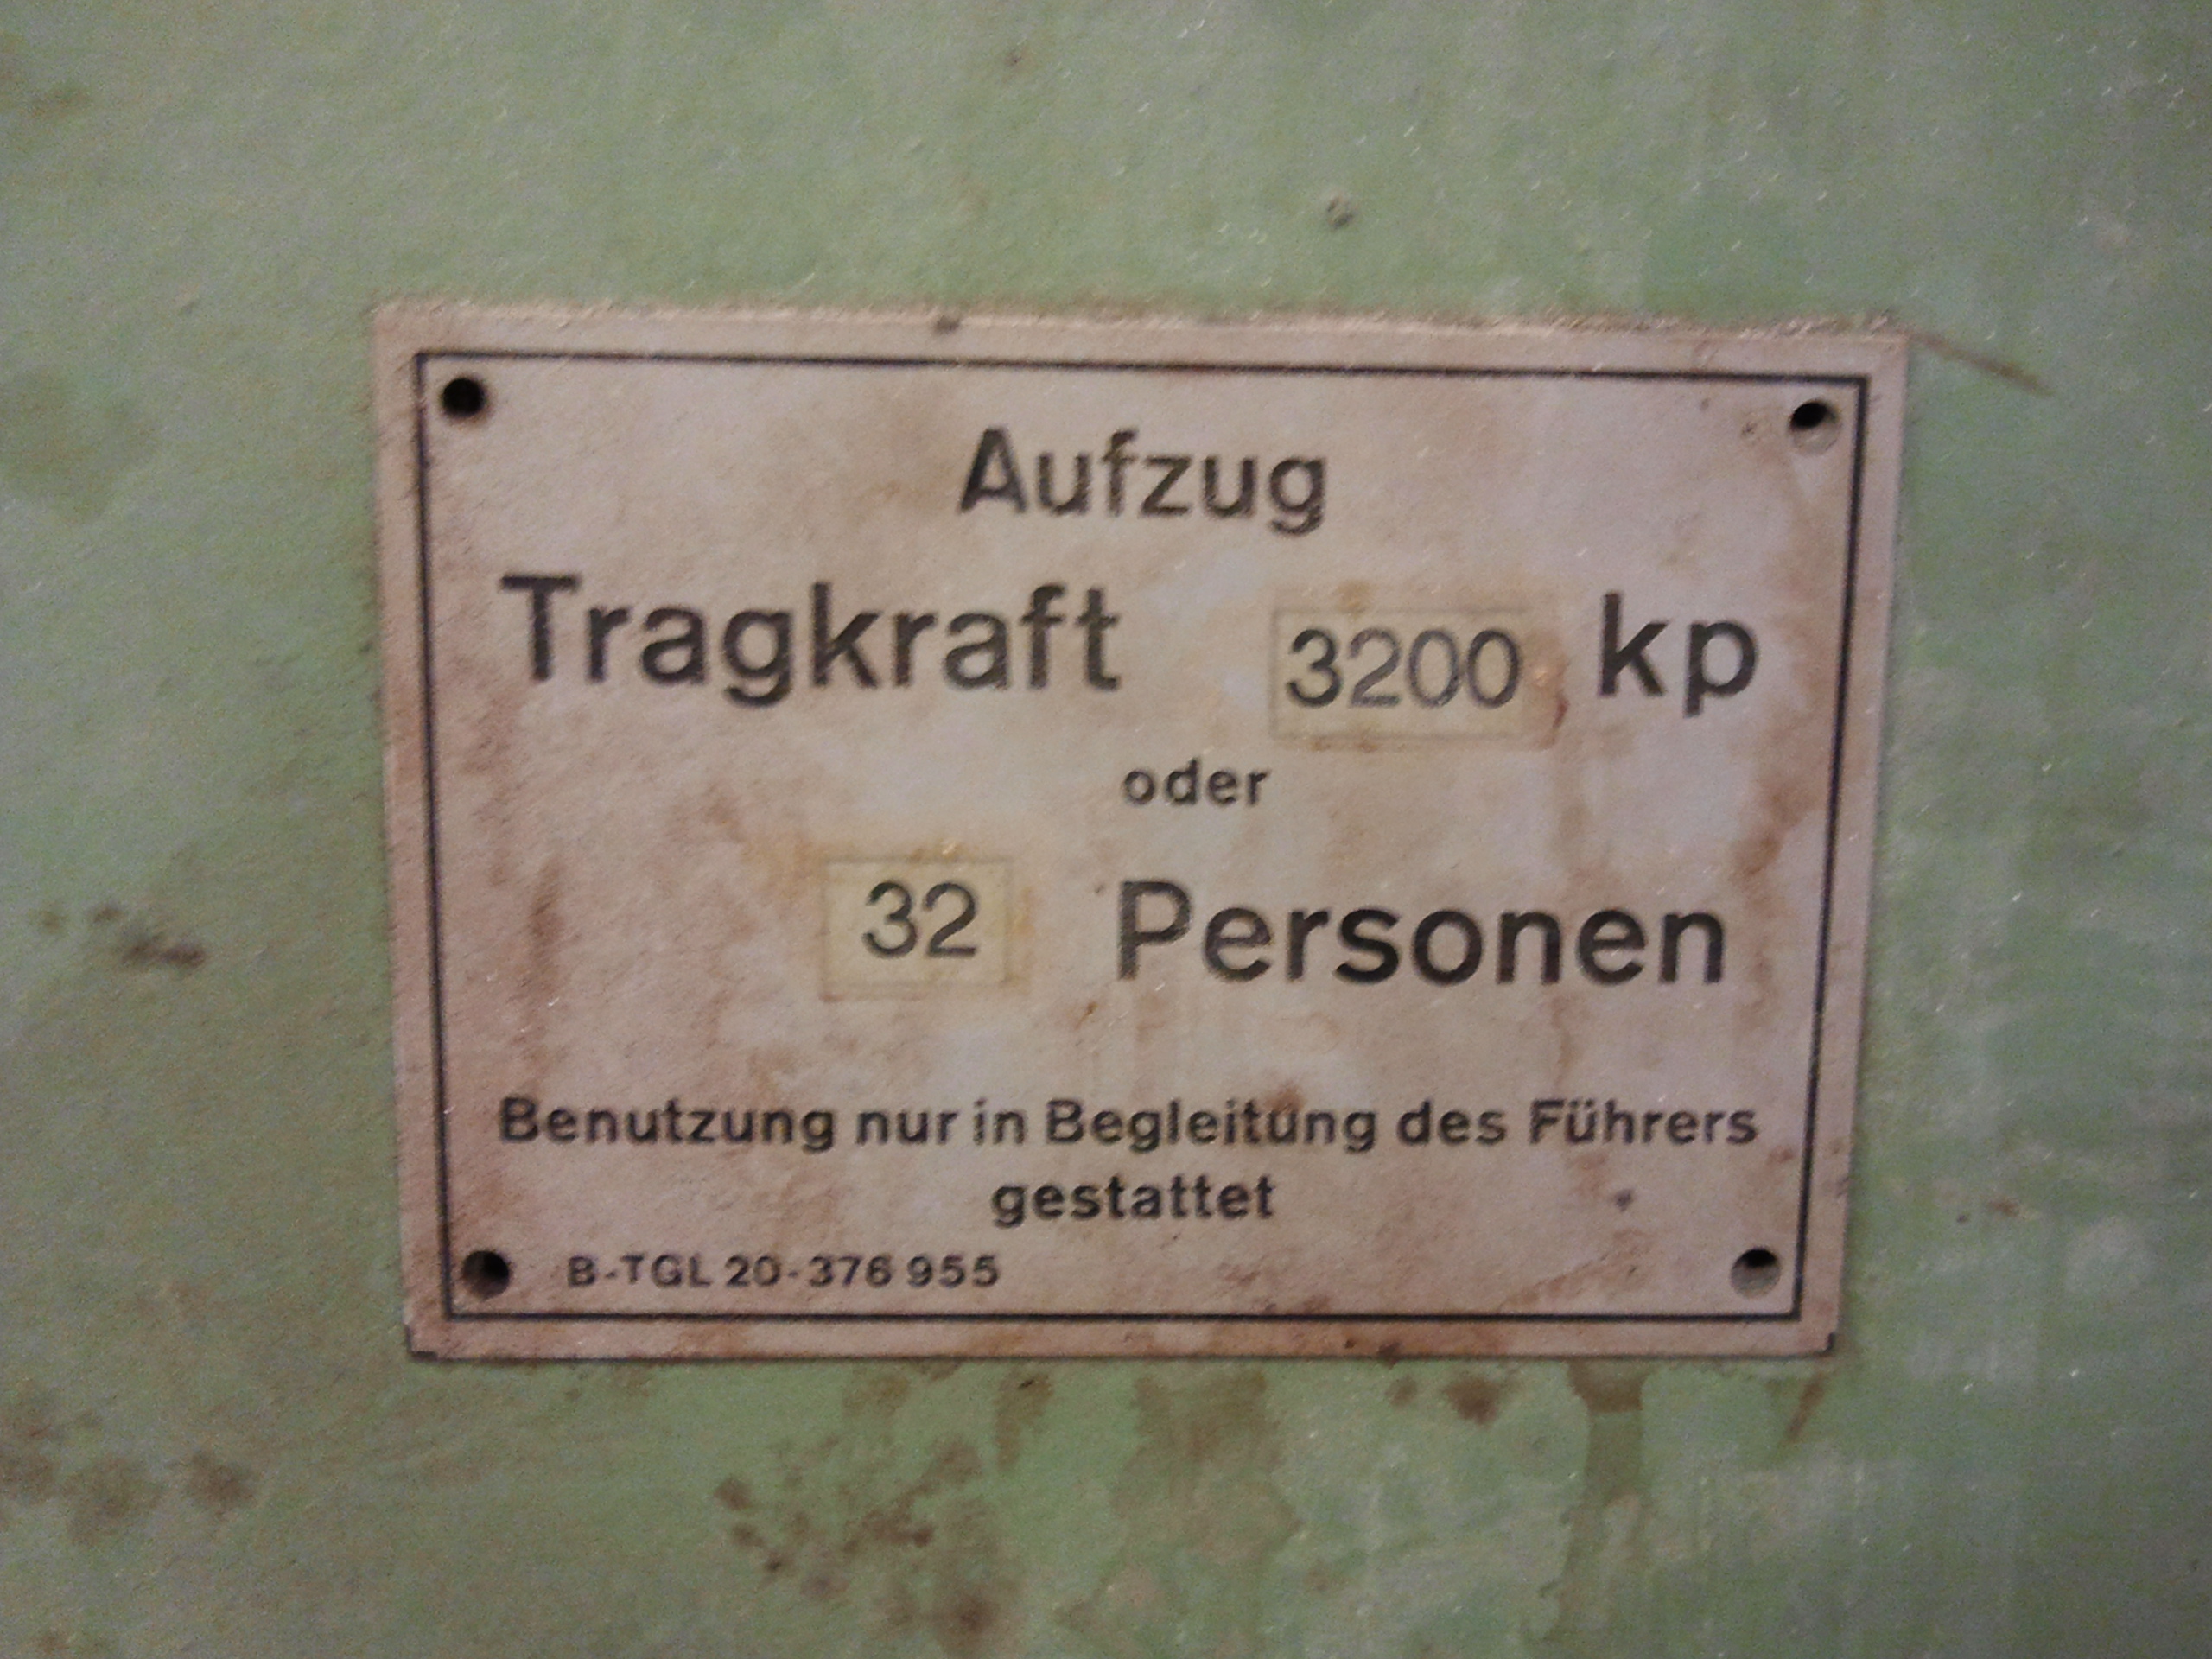 Aufzug
Tragkraft 3200 kp
oder
32 Personen
Benutzung nur in Begleitung des Führers
gestattet
B-TGL 20-376 955